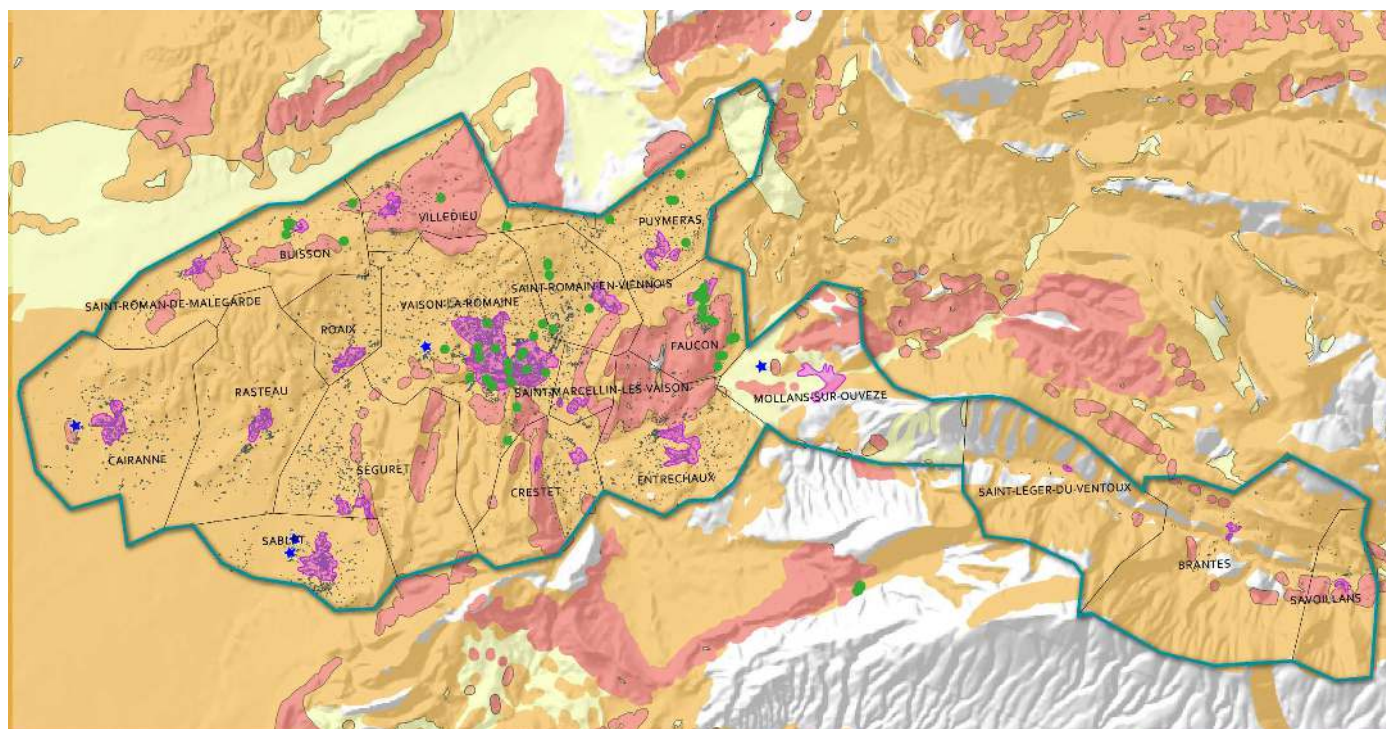 VILLEDIEU
PUYMERAS
BUISSON
SAINT-ROMAIN-EN-VIENNOIS
SAINT-ROMAN-DE-MALEGARDE
VAISON-LA-ROMAINE
ROAIX
FAUCON
SAINT-MARCELLIN-LES-VAISON
RASTEAU
MOLLANS-SUR-OUVEZE
CAIRANNE
SEGURET
ENTRECHAUX
CRESTET
SAINT-LEGER-DU-VENTOUX
SABLET
BRANTES
SAVOILLANS